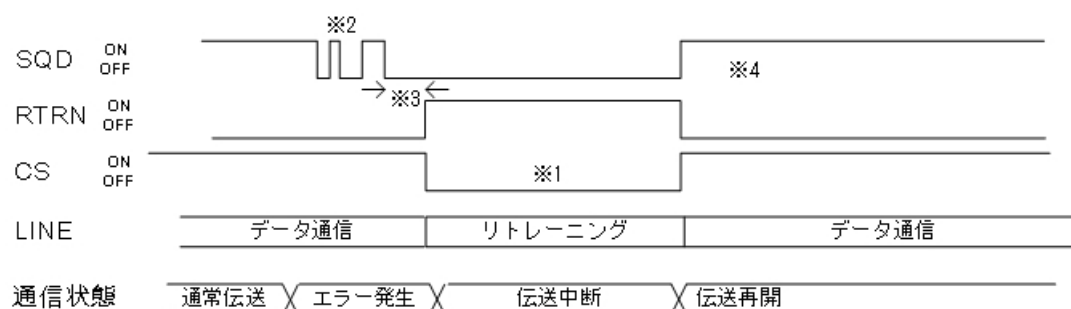 ※2
SQD ON OFF
※4
※3
RTRN ON OFF
CS ON OFF
※1
LINE データ通信 リトレーニング データ通信
通信状態 通常伝送 エラー発生 伝送中断 伝送再開